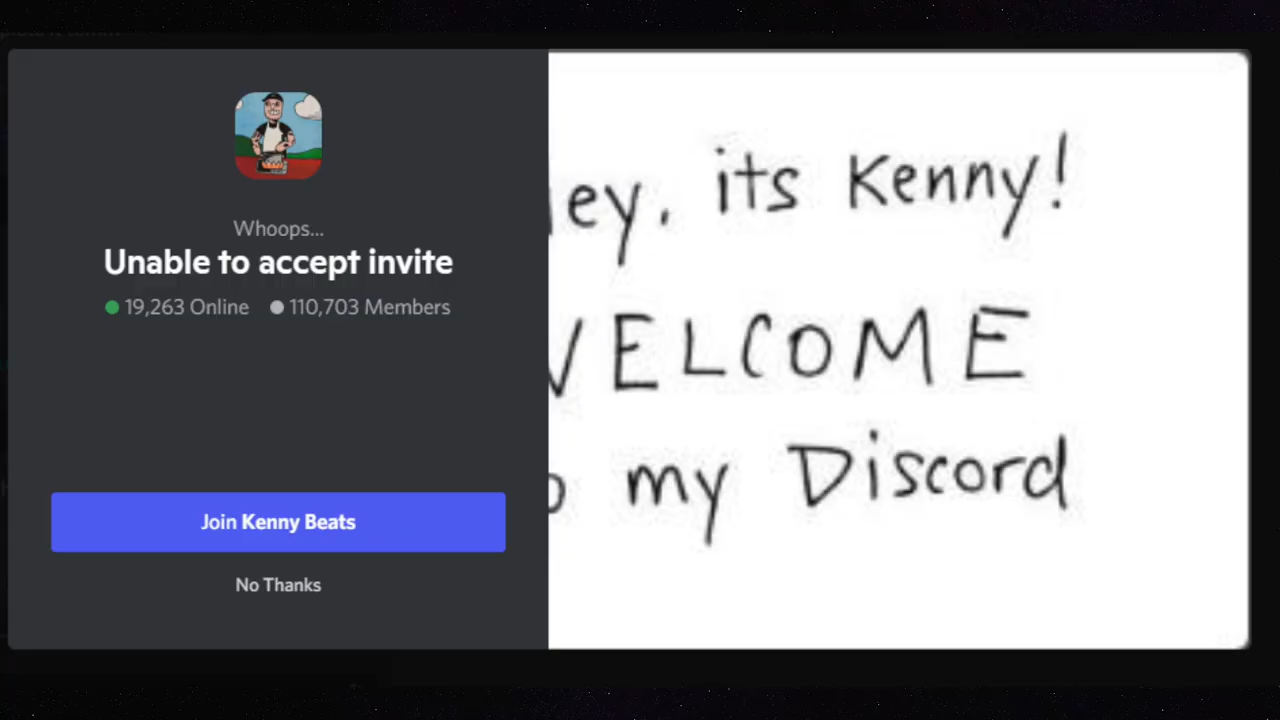 Whoops...
Unable to accept invite
19,263 Online 110,703 Members
Join Kenny Beats
No Thanks
ey, its Kenny!
ELCOME
my Discord